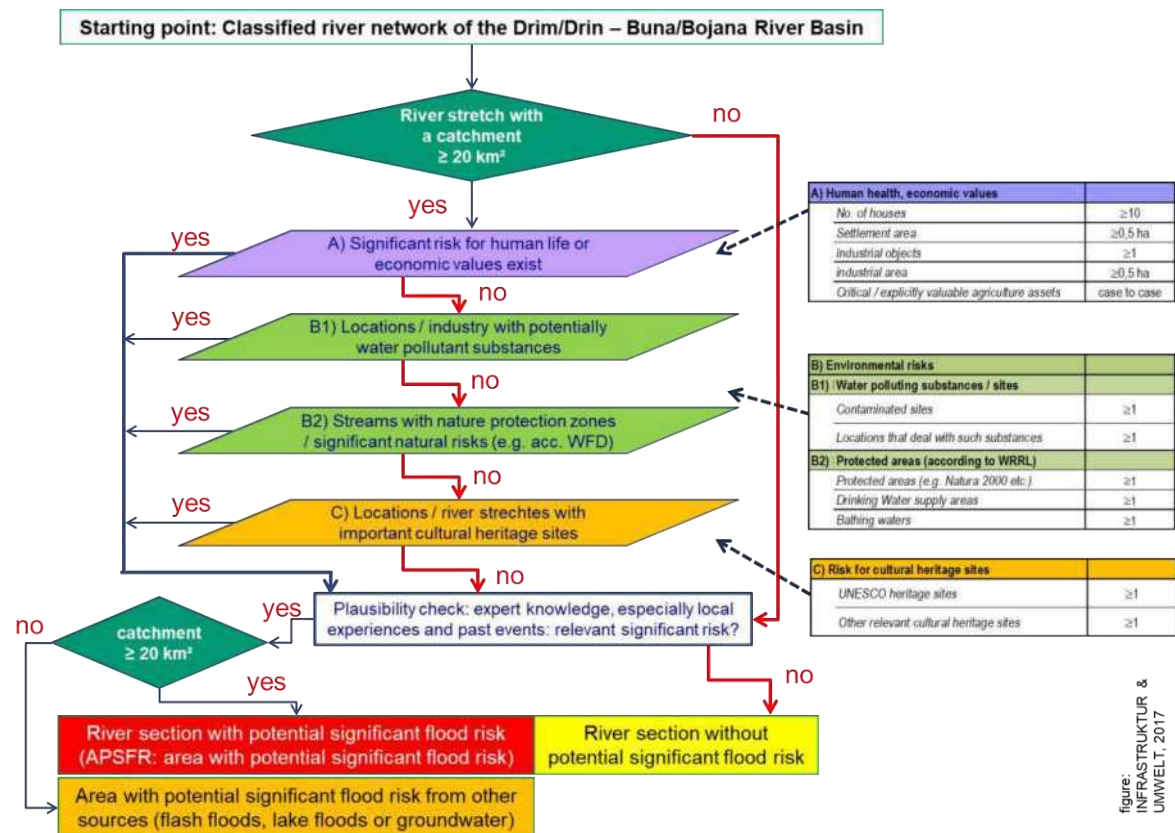 Starting point: Classified river network of the Drim/Drin – Buna/Bojana River Basin
River stretch with
a catchment
≥ 20 km²
no
yes
yes
A) Significant risk for human life or
economic values exist
no
yes
B1) Locations / industry with potentially
water pollutant substances
no
yes
B2) Streams with nature protection zones
/ significant natural risks (e.g. acc. WFD)
no
yes
C) Locations / river strechtes with
important cultural heritage sites
no
Plausibility check: expert knowledge, especially local
experiences and past events: relevant significant risk?
yes
no
catchment
≥ 20 km²
yes
no
River section with potential significant flood risk
(APSFR: area with potential significant flood risk)
River section without
potential significant flood risk
Area with potential significant flood risk from other
sources (flash floods, lake floods or groundwater)
A) Human health, economic values
No. of houses ≥10
Settlement area ≥0,5 ha
Industrial objects ≥1
industrial area ≥0,5 ha
Critical / explicitly valuable agriculture assets case to case
B) Environmental risks
B1) Water polluting substances / sites
Contaminated sites ≥1
Locations that deal with such substances ≥1
B2) Protected areas (according to WRRL)
Protected areas (e.g. Natura 2000 etc.) ≥1
Drinking Water supply areas ≥1
Bathing waters ≥1
C) Risk for cultural heritage sites
UNESCO heritage sites ≥1
Other relevant cultural heritage sites ≥1
figure:
INFRASTRUKTUR &
UMWELT, 2017